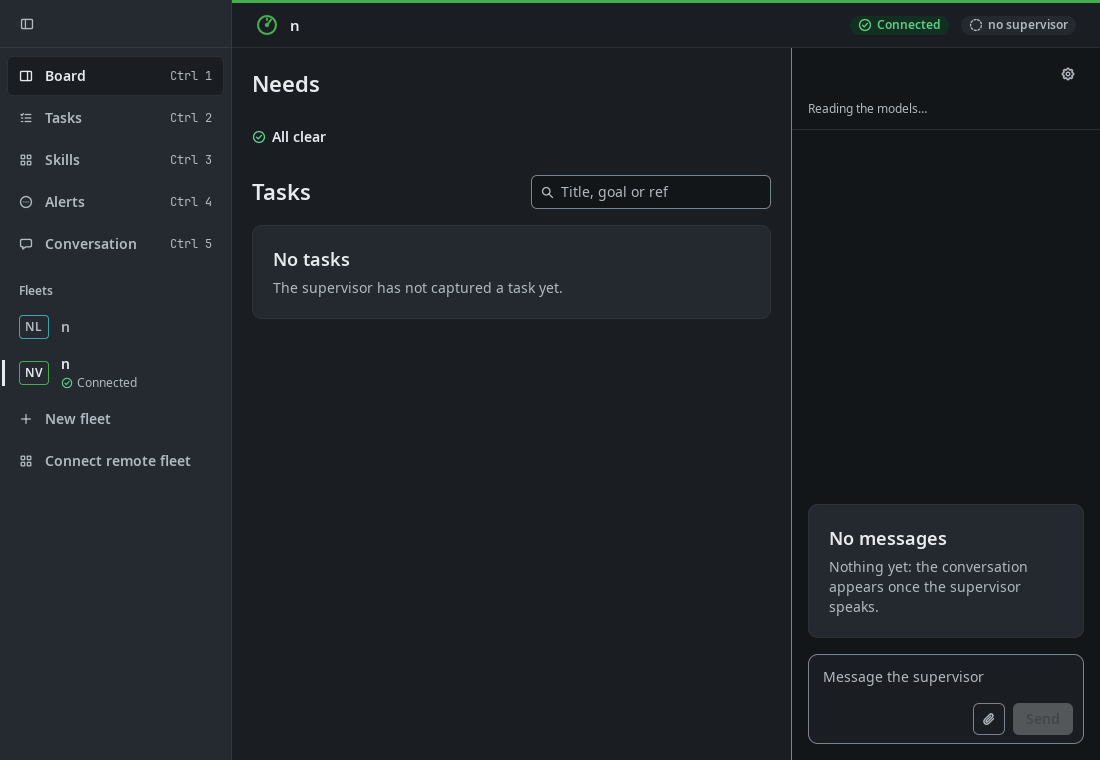 n
Connected
no supervisor
Board
Ctrl 1
Tasks
Ctrl 2
Skills
Ctrl 3
Alerts
Ctrl 4
Conversation
Ctrl 5
Fleets
NL
n
NV
n
Connected
New fleet
Connect remote fleet
Needs
All clear
Tasks
Title, goal or ref
No tasks
The supervisor has not captured a task yet.
Reading the models…
No messages
Nothing yet: the conversation
appears once the supervisor
speaks.
Message the supervisor
Send